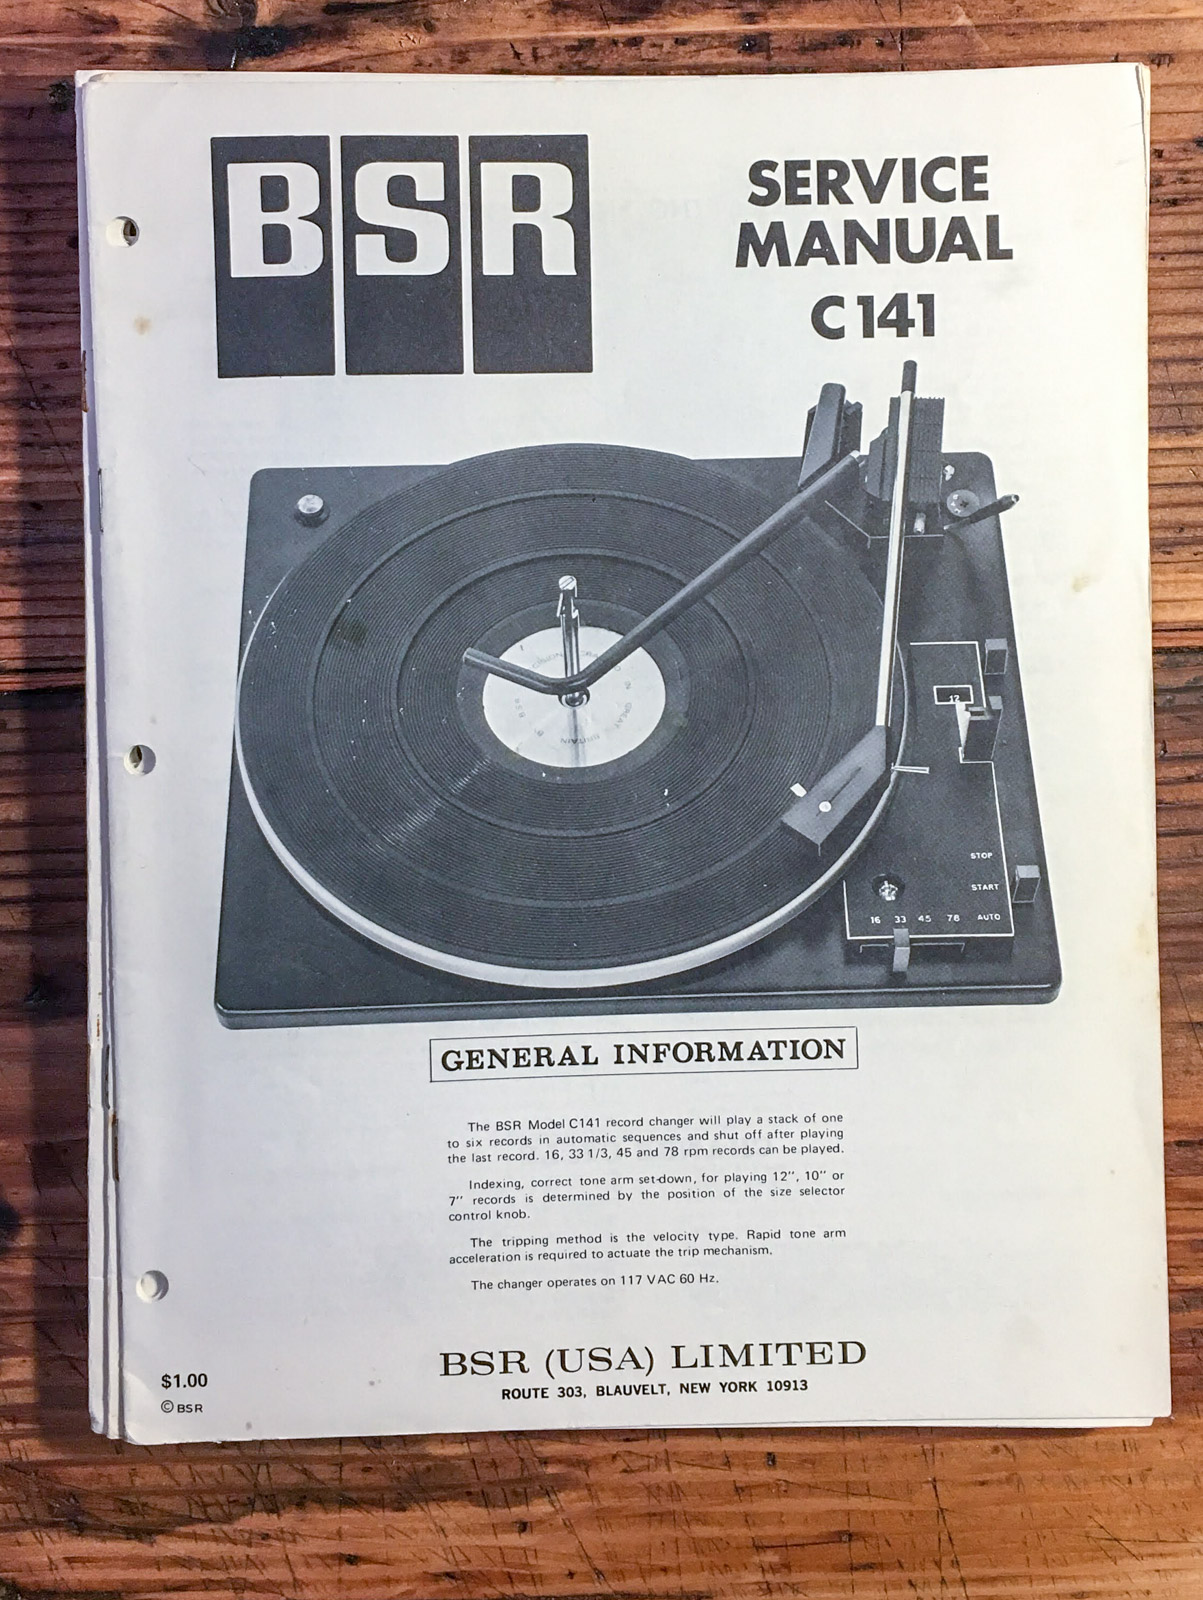 BSR
SERVICE
MANUAL
C 141
12
STOP
START
16 33 45 78 AUTO
GREAT BRITAIN BY BSR
GENERAL INFORMATION
The BSR Model C141 record changer will play a stack of one
to six records in automatic sequences and shut off after playing
the last record. 16, 33 1/3, 45 and 78 rpm records can be played.
Indexing, correct tone arm set-down, for playing 12", 10" or
7" records is determined by the position of the size selector
control knob.
The tripping method is the velocity type. Rapid tone arm
acceleration is required to actuate the trip mechanism.
The changer operates on 117 VAC 60 Hz.
BSR (USA) LIMITED
ROUTE 303, BLAUVELT, NEW YORK 10913
$1.00
© BSR